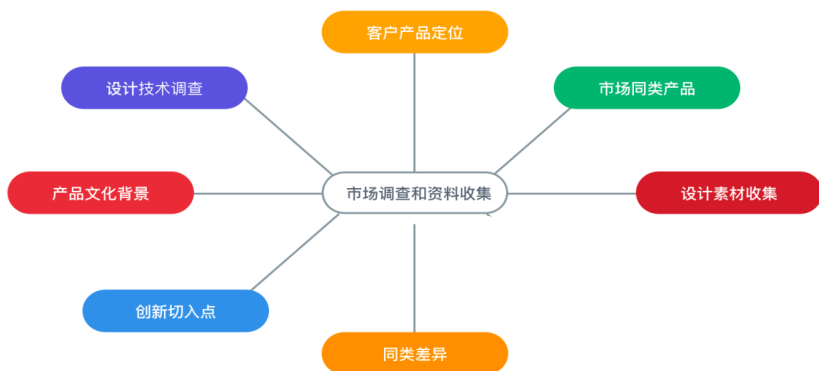 客户产品定位
设计技术调查
市场同类产品
产品文化背景
市场调查和资料收集
设计素材收集
创新切入点
同类差异